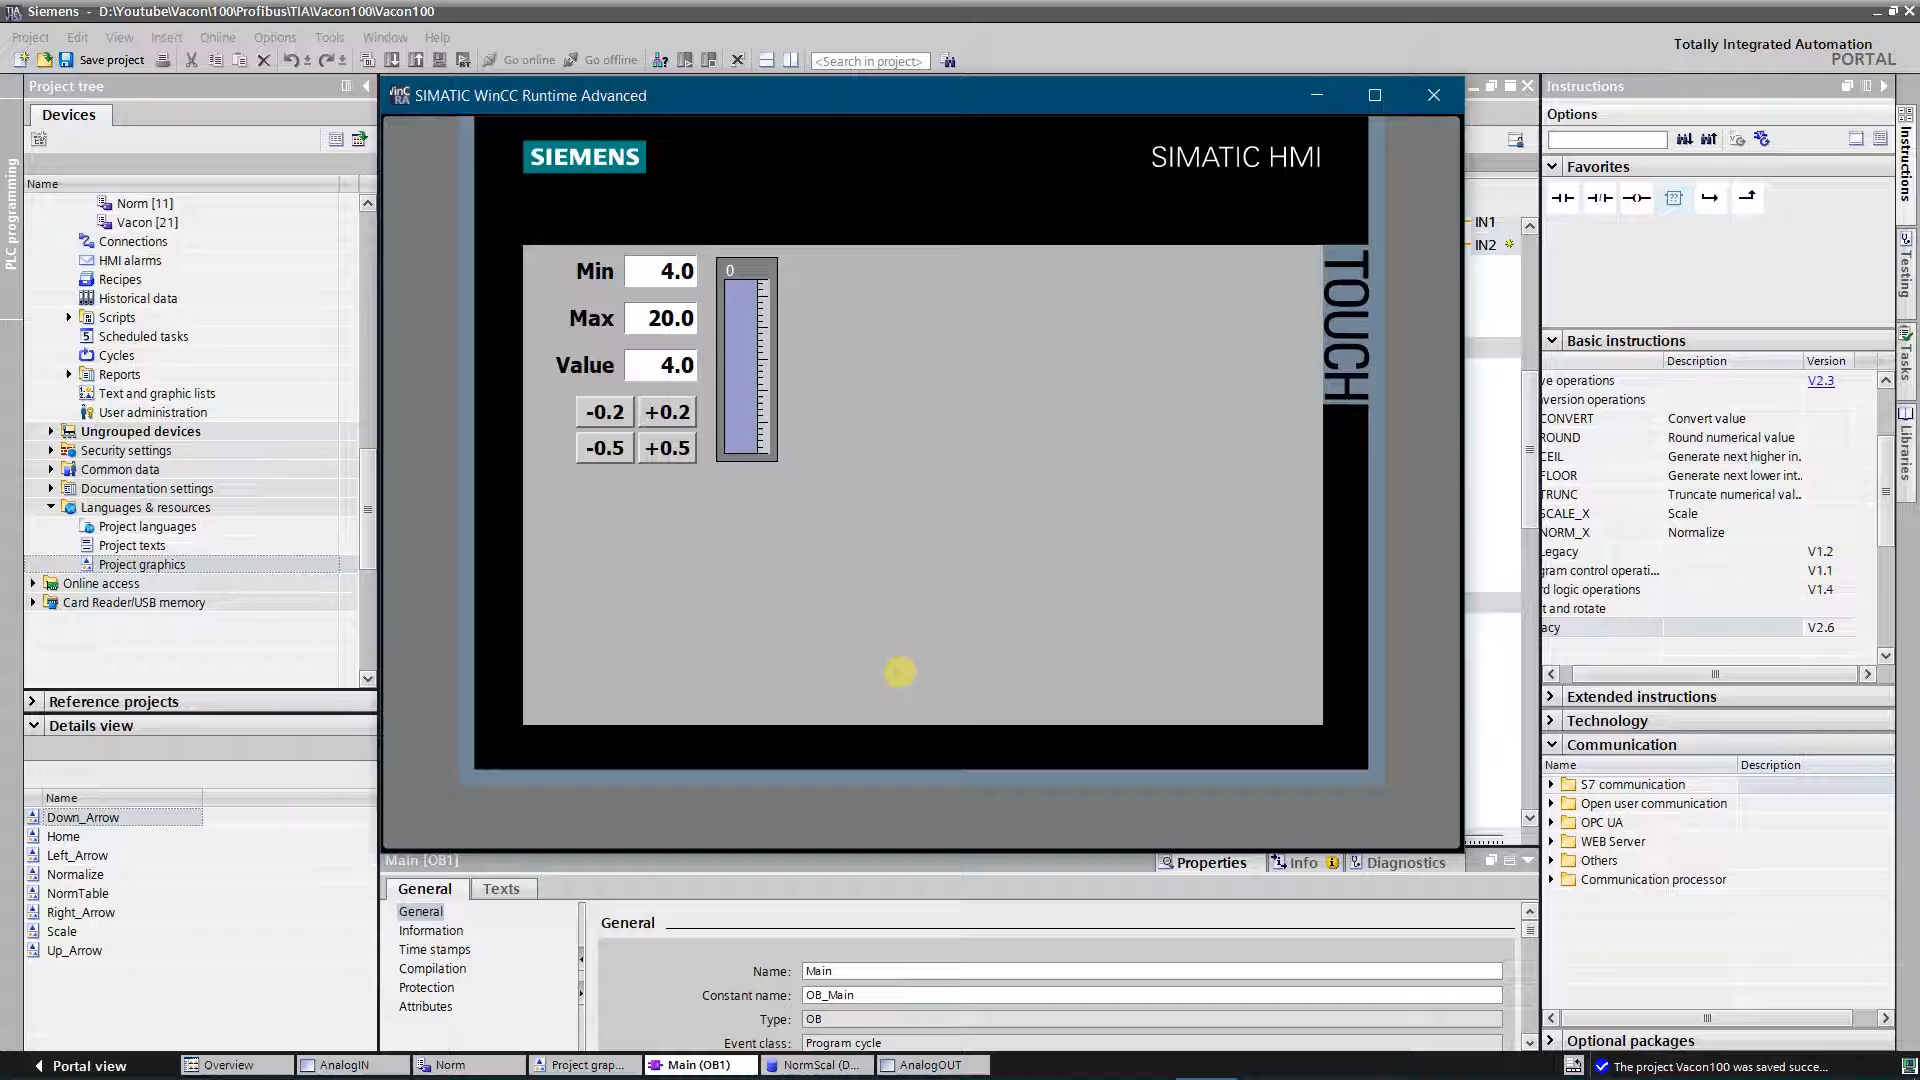 Siemens - D:\Youtube\Vacon\100\Profibus\TIA\Vacon100\Vacon100
Project Edit View Insert Online Options Tools Window Help
Totally Integrated Automation
PORTAL
Save project
Go online
Go offline
<Search in project>
Project tree
Devices
Name
Norm [11]
Vacon [21]
Connections
HMI alarms
Recipes
Historical data
Scripts
Scheduled tasks
Cycles
Reports
Text and graphic lists
User administration
Ungrouped devices
Security settings
Common data
Documentation settings
Languages & resources
Project languages
Project texts
Project graphics
Online access
Card Reader/USB memory
Reference projects
Details view
Name
Down_Arrow
Home
Left_Arrow
Normalize
NormTable
Right_Arrow
Scale
Up_Arrow
PLC programming
SIMATIC WinCC Runtime Advanced
SIEMENS
SIMATIC HMI
TOUCH
Min 4.0
Max 20.0
Value 4.0
-0.2 +0.2
-0.5 +0.5
0
IN1
IN2
Main [OB1]
Properties
Info
Diagnostics
General
Texts
General
Information
Time stamps
Compilation
Protection
Attributes
General
Name: Main
Constant name: OB_Main
Type: OB
Event class: Program cycle
Instructions
Options
Favorites
??
Basic instructions
Description Version
ve operations V2.3
version operations
CONVERT Convert value
ROUND Round numerical value
CEIL Generate next higher in.
FLOOR Generate next lower int..
TRUNC Truncate numerical val..
SCALE_X Scale
NORM_X Normalize
Legacy V1.2
gram control operati... V1.1
rd logic operations V1.4
t and rotate
acy V2.6
Extended instructions
Technology
Communication
Name Description
S7 communication
Open user communication
OPC UA
WEB Server
Others
Communication processor
Optional packages
Instructions
Testing
Tasks
Libraries
Portal view
Overview
AnalogIN
Norm
Project grap...
Main (OB1)
NormScal (D...
AnalogOUT
The project Vacon100 was saved succe...